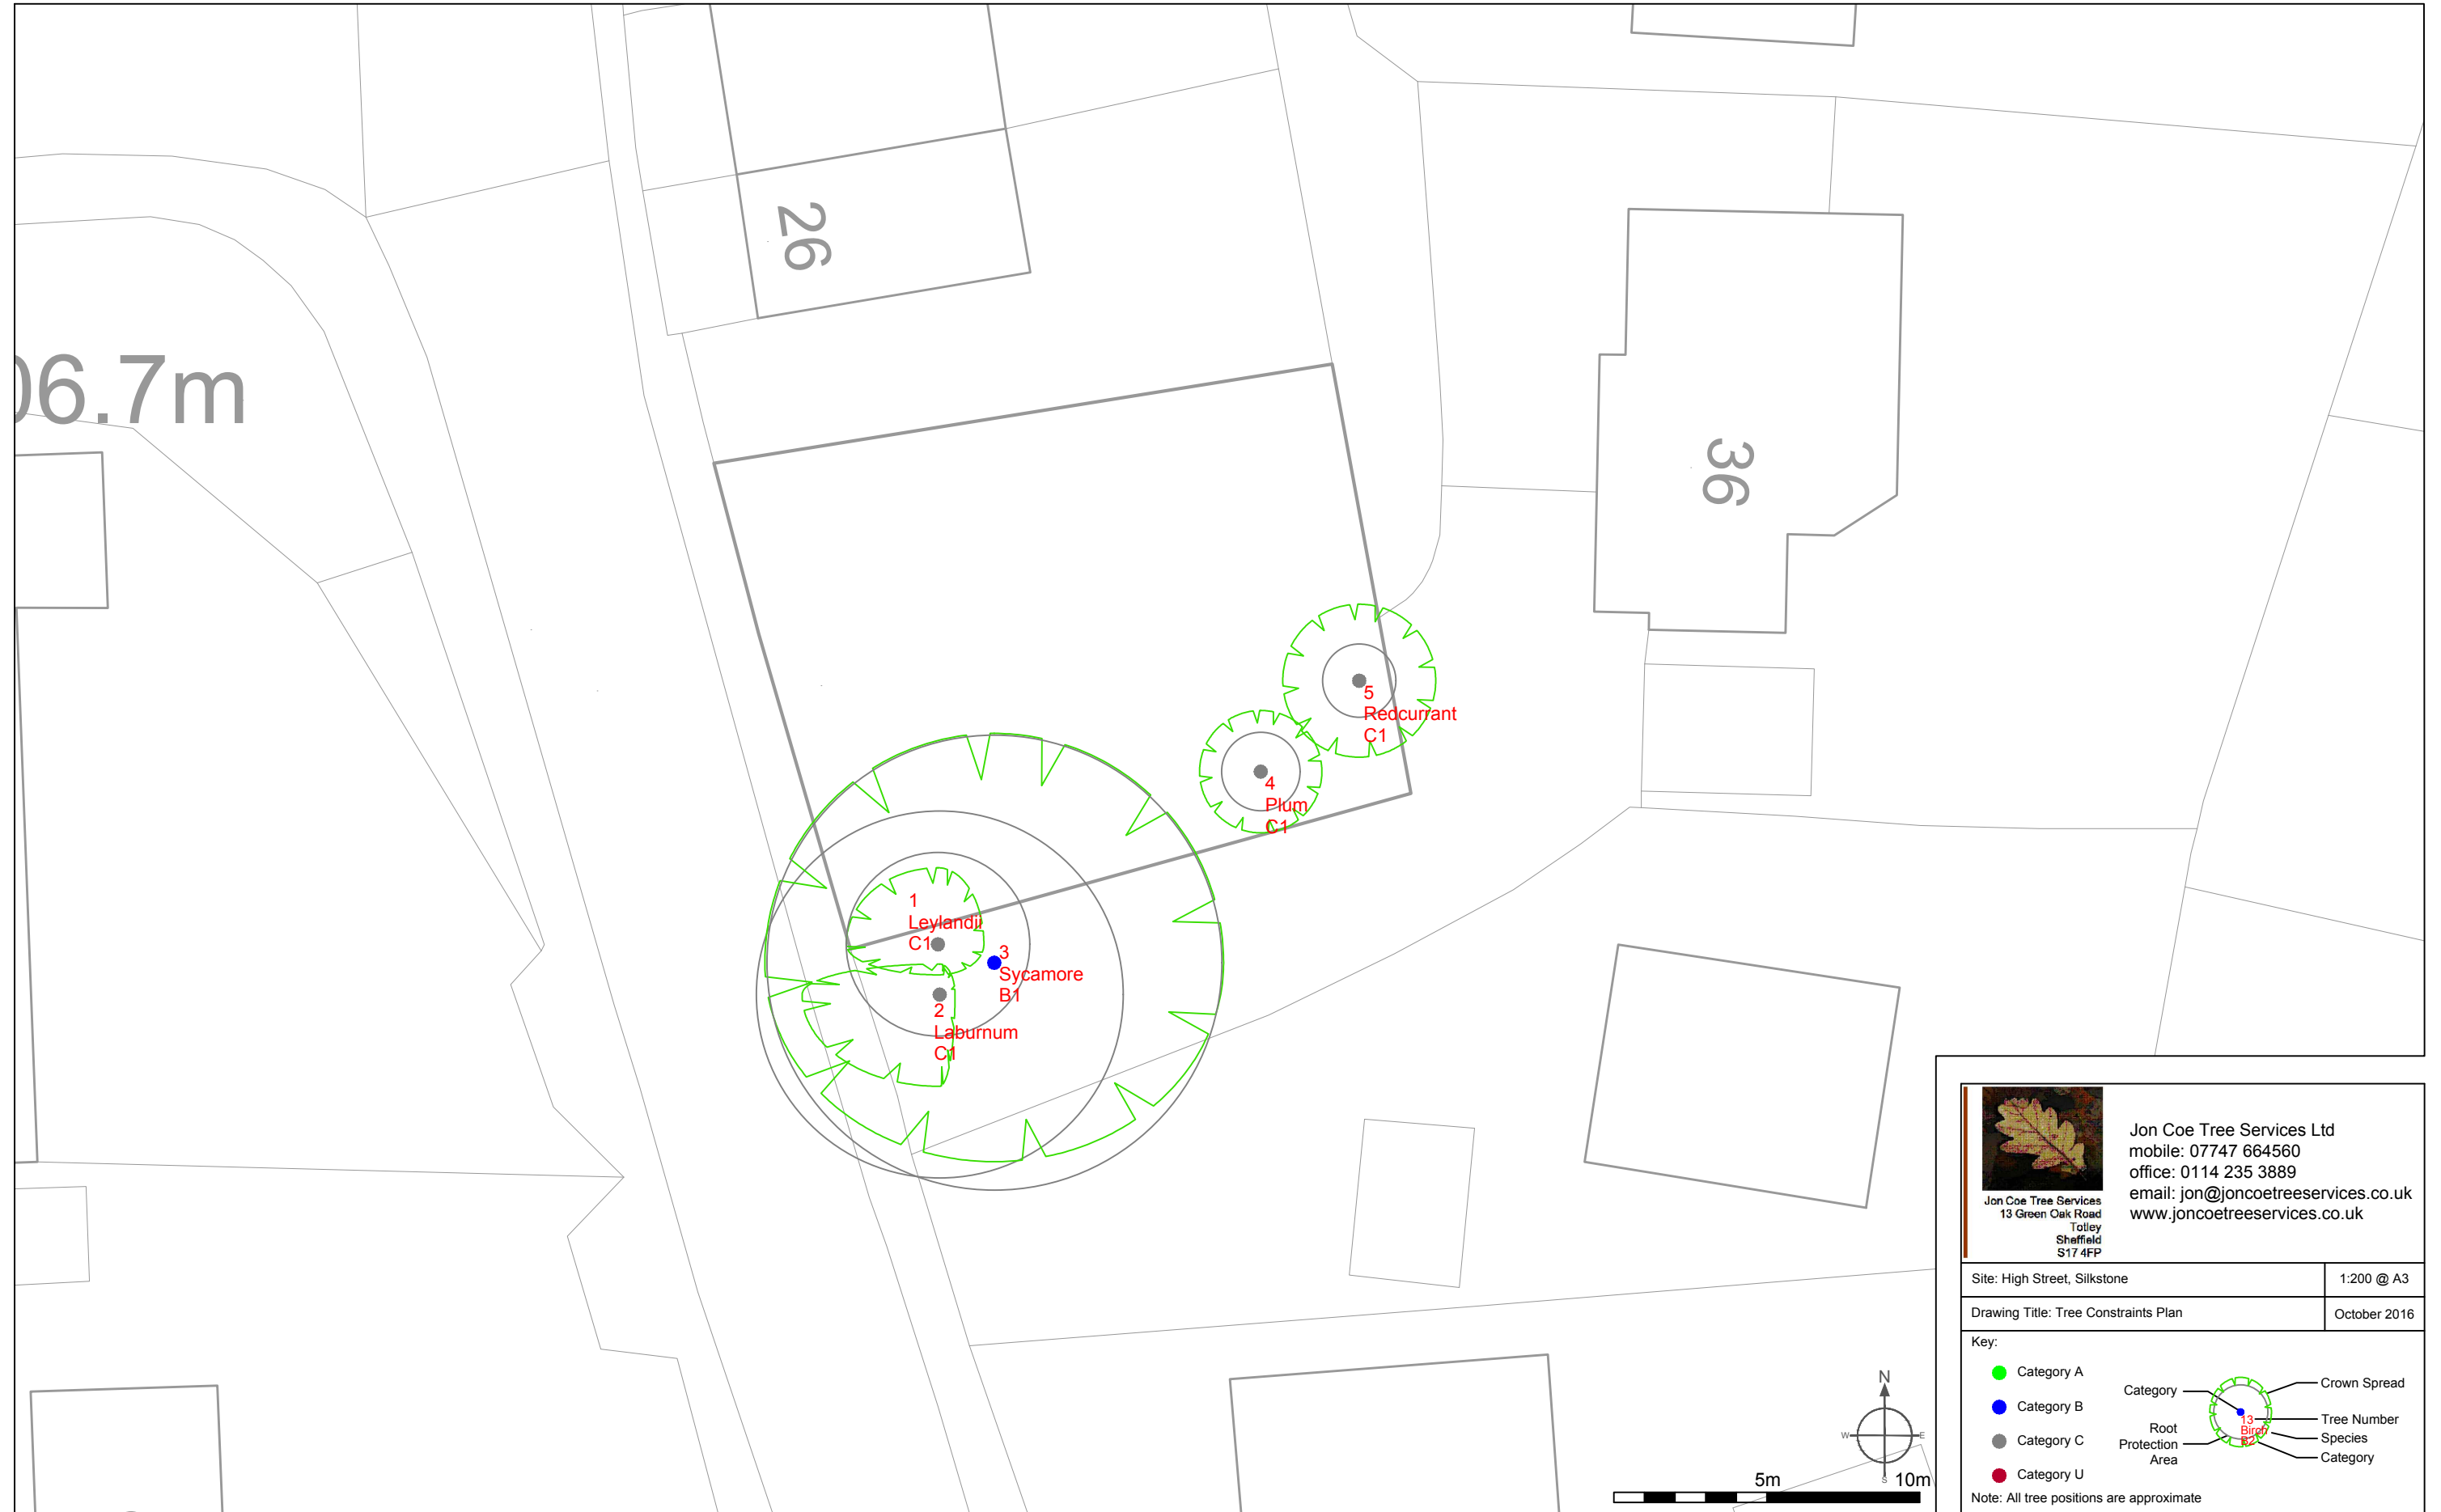 26
06.7m
36
5
Redcurrant
C1
4
Plum
C1
1
Leylandii
C1
3
Sycamore
B1
2
Laburnum
C1
N
W
E
S
5m
10m
Jon Coe Tree Services
13 Green Oak Road
Totley
Sheffield
S17 4FP
Jon Coe Tree Services Ltd
mobile: 07747 664560
office: 0114 235 3889
email: jon@joncoetreeservices.co.uk
www.joncoetreeservices.co.uk
Site: High Street, Silkstone
1:200 @ A3
Drawing Title: Tree Constraints Plan
October 2016
Key:
Category A
Category B
Category C
Category U
Category
Root
Protection
Area
13
Birch
B2
Crown Spread
Tree Number
Species
Category
Note: All tree positions are approximate